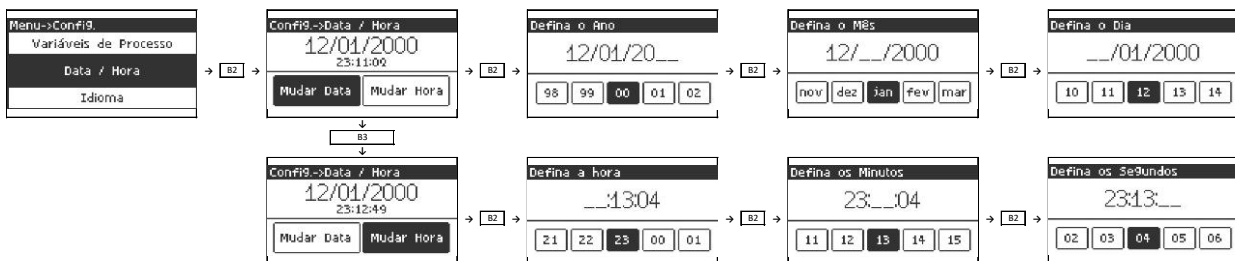 Menu->Config.
Variáveis de Processo
Data / Hora
Idioma
→ B2 →
Config.->Data / Hora
12/01/2000
23:11:09
Mudar Data Mudar Hora
→ B2 →
Defina o Ano
12/01/20__
98 99 00 01 02
→ B2 →
Defina o Mês
12/__/2000
nov dez jan fev mar
→ B2 →
Defina o Dia
__/01/2000
10 11 12 13 14
↓
B3
↓
Config.->Data / Hora
12/01/2000
23:12:49
Mudar Data Mudar Hora
→ B2 →
Defina a hora
__:13:04
21 22 23 00 01
→ B2 →
Defina os Minutos
23:__:04
11 12 13 14 15
→ B2 →
Defina os Segundos
23:13:__
02 03 04 05 06